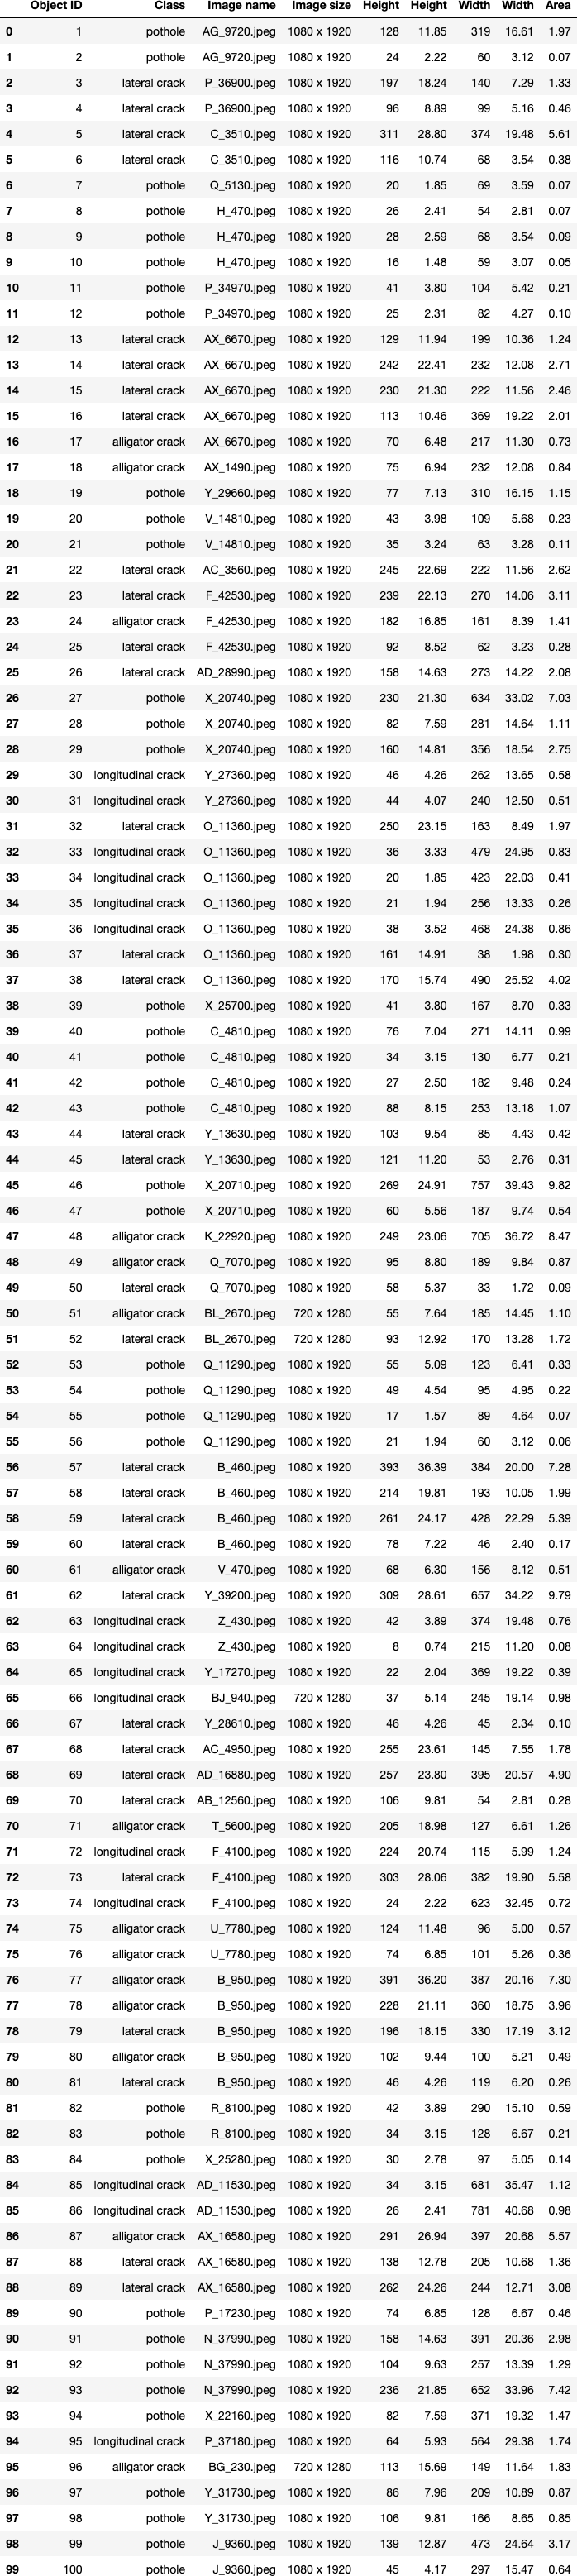 Object ID Class Image name Image size Height Height Width Width Area
0 1 pothole AG_9720.jpeg 1080 x 1920 128 11.85 319 16.61 1.97
1 2 pothole AG_9720.jpeg 1080 x 1920 24 2.22 60 3.12 0.07
2 3 lateral crack P_36900.jpeg 1080 x 1920 197 18.24 140 7.29 1.33
3 4 lateral crack P_36900.jpeg 1080 x 1920 96 8.89 99 5.16 0.46
4 5 lateral crack C_3510.jpeg 1080 x 1920 311 28.80 374 19.48 5.61
5 6 lateral crack C_3510.jpeg 1080 x 1920 116 10.74 68 3.54 0.38
6 7 pothole Q_5130.jpeg 1080 x 1920 20 1.85 69 3.59 0.07
7 8 pothole H_470.jpeg 1080 x 1920 26 2.41 54 2.81 0.07
8 9 pothole H_470.jpeg 1080 x 1920 28 2.59 68 3.54 0.09
9 10 pothole H_470.jpeg 1080 x 1920 16 1.48 59 3.07 0.05
10 11 pothole P_34970.jpeg 1080 x 1920 41 3.80 104 5.42 0.21
11 12 pothole P_34970.jpeg 1080 x 1920 25 2.31 82 4.27 0.10
12 13 lateral crack AX_6670.jpeg 1080 x 1920 129 11.94 199 10.36 1.24
13 14 lateral crack AX_6670.jpeg 1080 x 1920 242 22.41 232 12.08 2.71
14 15 lateral crack AX_6670.jpeg 1080 x 1920 230 21.30 222 11.56 2.46
15 16 lateral crack AX_6670.jpeg 1080 x 1920 113 10.46 369 19.22 2.01
16 17 alligator crack AX_6670.jpeg 1080 x 1920 70 6.48 217 11.30 0.73
17 18 alligator crack AX_1490.jpeg 1080 x 1920 75 6.94 232 12.08 0.84
18 19 pothole Y_29660.jpeg 1080 x 1920 77 7.13 310 16.15 1.15
19 20 pothole V_14810.jpeg 1080 x 1920 43 3.98 109 5.68 0.23
20 21 pothole V_14810.jpeg 1080 x 1920 35 3.24 63 3.28 0.11
21 22 lateral crack AC_3560.jpeg 1080 x 1920 245 22.69 222 11.56 2.62
22 23 lateral crack F_42530.jpeg 1080 x 1920 239 22.13 270 14.06 3.11
23 24 alligator crack F_42530.jpeg 1080 x 1920 182 16.85 161 8.39 1.41
24 25 lateral crack F_42530.jpeg 1080 x 1920 92 8.52 62 3.23 0.28
25 26 lateral crack AD_28990.jpeg 1080 x 1920 158 14.63 273 14.22 2.08
26 27 pothole X_20740.jpeg 1080 x 1920 230 21.30 634 33.02 7.03
27 28 pothole X_20740.jpeg 1080 x 1920 82 7.59 281 14.64 1.11
28 29 pothole X_20740.jpeg 1080 x 1920 160 14.81 356 18.54 2.75
29 30 longitudinal crack Y_27360.jpeg 1080 x 1920 46 4.26 262 13.65 0.58
30 31 longitudinal crack Y_27360.jpeg 1080 x 1920 44 4.07 240 12.50 0.51
31 32 lateral crack O_11360.jpeg 1080 x 1920 250 23.15 163 8.49 1.97
32 33 longitudinal crack O_11360.jpeg 1080 x 1920 36 3.33 479 24.95 0.83
33 34 longitudinal crack O_11360.jpeg 1080 x 1920 20 1.85 423 22.03 0.41
34 35 longitudinal crack O_11360.jpeg 1080 x 1920 21 1.94 256 13.33 0.26
35 36 longitudinal crack O_11360.jpeg 1080 x 1920 38 3.52 468 24.38 0.86
36 37 lateral crack O_11360.jpeg 1080 x 1920 161 14.91 38 1.98 0.30
37 38 lateral crack O_11360.jpeg 1080 x 1920 170 15.74 490 25.52 4.02
38 39 pothole X_25700.jpeg 1080 x 1920 41 3.80 167 8.70 0.33
39 40 pothole C_4810.jpeg 1080 x 1920 76 7.04 271 14.11 0.99
40 41 pothole C_4810.jpeg 1080 x 1920 34 3.15 130 6.77 0.21
41 42 pothole C_4810.jpeg 1080 x 1920 27 2.50 182 9.48 0.24
42 43 pothole C_4810.jpeg 1080 x 1920 88 8.15 253 13.18 1.07
43 44 lateral crack Y_13630.jpeg 1080 x 1920 103 9.54 85 4.43 0.42
44 45 lateral crack Y_13630.jpeg 1080 x 1920 121 11.20 53 2.76 0.31
45 46 pothole X_20710.jpeg 1080 x 1920 269 24.91 757 39.43 9.82
46 47 pothole X_20710.jpeg 1080 x 1920 60 5.56 187 9.74 0.54
47 48 alligator crack K_22920.jpeg 1080 x 1920 249 23.06 705 36.72 8.47
48 49 alligator crack Q_7070.jpeg 1080 x 1920 95 8.80 189 9.84 0.87
49 50 lateral crack Q_7070.jpeg 1080 x 1920 58 5.37 33 1.72 0.09
50 51 alligator crack BL_2670.jpeg 720 x 1280 55 7.64 185 14.45 1.10
51 52 lateral crack BL_2670.jpeg 720 x 1280 93 12.92 170 13.28 1.72
52 53 pothole Q_11290.jpeg 1080 x 1920 55 5.09 123 6.41 0.33
53 54 pothole Q_11290.jpeg 1080 x 1920 49 4.54 95 4.95 0.22
54 55 pothole Q_11290.jpeg 1080 x 1920 17 1.57 89 4.64 0.07
55 56 pothole Q_11290.jpeg 1080 x 1920 21 1.94 60 3.12 0.06
56 57 lateral crack B_460.jpeg 1080 x 1920 393 36.39 384 20.00 7.28
57 58 lateral crack B_460.jpeg 1080 x 1920 214 19.81 193 10.05 1.99
58 59 lateral crack B_460.jpeg 1080 x 1920 261 24.17 428 22.29 5.39
59 60 lateral crack B_460.jpeg 1080 x 1920 78 7.22 46 2.40 0.17
60 61 alligator crack V_470.jpeg 1080 x 1920 68 6.30 156 8.12 0.51
61 62 lateral crack Y_39200.jpeg 1080 x 1920 309 28.61 657 34.22 9.79
62 63 longitudinal crack Z_430.jpeg 1080 x 1920 42 3.89 374 19.48 0.76
63 64 longitudinal crack Z_430.jpeg 1080 x 1920 8 0.74 215 11.20 0.08
64 65 longitudinal crack Y_17270.jpeg 1080 x 1920 22 2.04 369 19.22 0.39
65 66 longitudinal crack BJ_940.jpeg 720 x 1280 37 5.14 245 19.14 0.98
66 67 lateral crack Y_28610.jpeg 1080 x 1920 46 4.26 45 2.34 0.10
67 68 lateral crack AC_4950.jpeg 1080 x 1920 255 23.61 145 7.55 1.78
68 69 lateral crack AD_16880.jpeg 1080 x 1920 257 23.80 395 20.57 4.90
69 70 lateral crack AB_12560.jpeg 1080 x 1920 106 9.81 54 2.81 0.28
70 71 alligator crack T_5600.jpeg 1080 x 1920 205 18.98 127 6.61 1.26
71 72 longitudinal crack F_4100.jpeg 1080 x 1920 224 20.74 115 5.99 1.24
72 73 lateral crack F_4100.jpeg 1080 x 1920 303 28.06 382 19.90 5.58
73 74 longitudinal crack F_4100.jpeg 1080 x 1920 24 2.22 623 32.45 0.72
74 75 alligator crack U_7780.jpeg 1080 x 1920 124 11.48 96 5.00 0.57
75 76 alligator crack U_7780.jpeg 1080 x 1920 74 6.85 101 5.26 0.36
76 77 alligator crack B_950.jpeg 1080 x 1920 391 36.20 387 20.16 7.30
77 78 alligator crack B_950.jpeg 1080 x 1920 228 21.11 360 18.75 3.96
78 79 lateral crack B_950.jpeg 1080 x 1920 196 18.15 330 17.19 3.12
79 80 alligator crack B_950.jpeg 1080 x 1920 102 9.44 100 5.21 0.49
80 81 lateral crack B_950.jpeg 1080 x 1920 46 4.26 119 6.20 0.26
81 82 pothole R_8100.jpeg 1080 x 1920 42 3.89 290 15.10 0.59
82 83 pothole R_8100.jpeg 1080 x 1920 34 3.15 128 6.67 0.21
83 84 pothole X_25280.jpeg 1080 x 1920 30 2.78 97 5.05 0.14
84 85 longitudinal crack AD_11530.jpeg 1080 x 1920 34 3.15 681 35.47 1.12
85 86 longitudinal crack AD_11530.jpeg 1080 x 1920 26 2.41 781 40.68 0.98
86 87 alligator crack AX_16580.jpeg 1080 x 1920 291 26.94 397 20.68 5.57
87 88 lateral crack AX_16580.jpeg 1080 x 1920 138 12.78 205 10.68 1.36
88 89 lateral crack AX_16580.jpeg 1080 x 1920 262 24.26 244 12.71 3.08
89 90 pothole P_17230.jpeg 1080 x 1920 74 6.85 128 6.67 0.46
90 91 pothole N_37990.jpeg 1080 x 1920 158 14.63 391 20.36 2.98
91 92 pothole N_37990.jpeg 1080 x 1920 104 9.63 257 13.39 1.29
92 93 pothole N_37990.jpeg 1080 x 1920 236 21.85 652 33.96 7.42
93 94 pothole X_22160.jpeg 1080 x 1920 82 7.59 371 19.32 1.47
94 95 longitudinal crack P_37180.jpeg 1080 x 1920 64 5.93 564 29.38 1.74
95 96 alligator crack BG_230.jpeg 720 x 1280 113 15.69 149 11.64 1.83
96 97 pothole Y_31730.jpeg 1080 x 1920 86 7.96 209 10.89 0.87
97 98 pothole Y_31730.jpeg 1080 x 1920 106 9.81 166 8.65 0.85
98 99 pothole J_9360.jpeg 1080 x 1920 139 12.87 473 24.64 3.17
99 100 pothole J_9360.jpeg 1080 x 1920 45 4.17 297 15.47 0.64